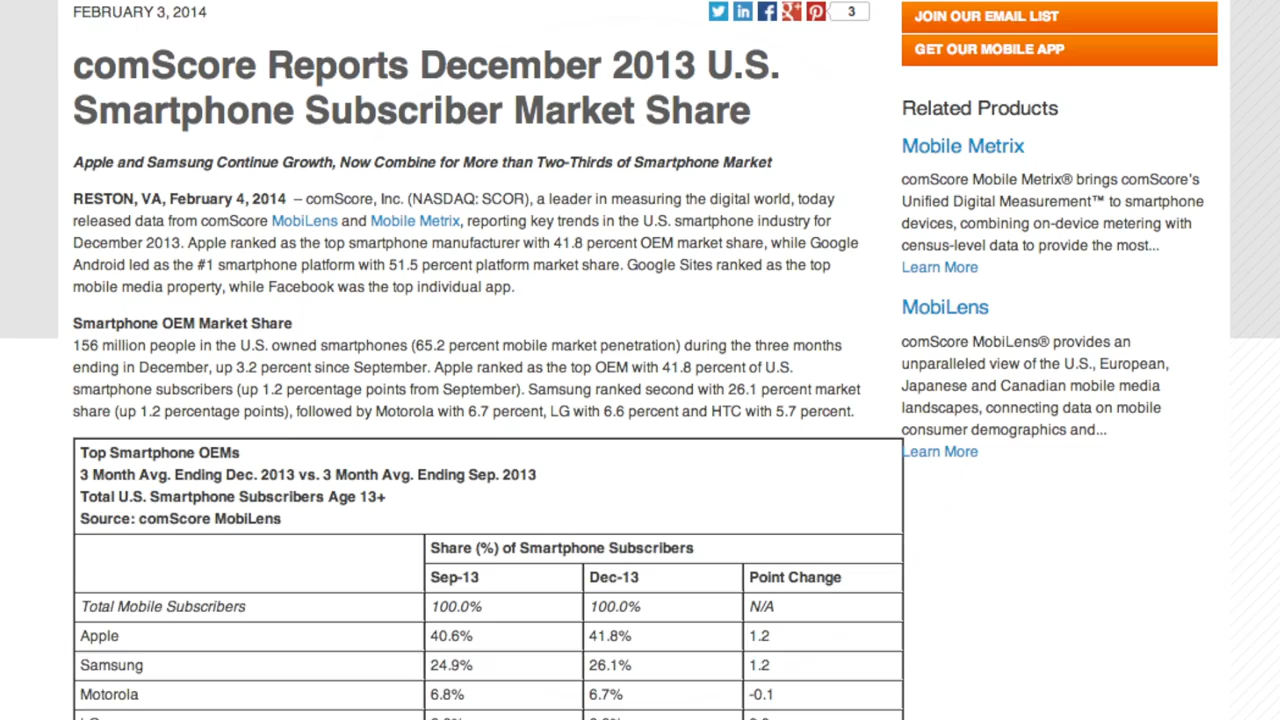 FEBRUARY 3, 2014
3
comScore Reports December 2013 U.S.
Smartphone Subscriber Market Share
Apple and Samsung Continue Growth, Now Combine for More than Two-Thirds of Smartphone Market
RESTON, VA, February 4, 2014 – comScore, Inc. (NASDAQ: SCOR), a leader in measuring the digital world, today
released data from comScore MobiLens and Mobile Metrix, reporting key trends in the U.S. smartphone industry for
December 2013. Apple ranked as the top smartphone manufacturer with 41.8 percent OEM market share, while Google
Android led as the #1 smartphone platform with 51.5 percent platform market share. Google Sites ranked as the top
mobile media property, while Facebook was the top individual app.
Smartphone OEM Market Share
156 million people in the U.S. owned smartphones (65.2 percent mobile market penetration) during the three months
ending in December, up 3.2 percent since September. Apple ranked as the top OEM with 41.8 percent of U.S.
smartphone subscribers (up 1.2 percentage points from September). Samsung ranked second with 26.1 percent market
share (up 1.2 percentage points), followed by Motorola with 6.7 percent, LG with 6.6 percent and HTC with 5.7 percent.
Top Smartphone OEMs
3 Month Avg. Ending Dec. 2013 vs. 3 Month Avg. Ending Sep. 2013
Total U.S. Smartphone Subscribers Age 13+
Source: comScore MobiLens
Share (%) of Smartphone Subscribers
Sep-13 Dec-13 Point Change
Total Mobile Subscribers 100.0% 100.0% N/A
Apple 40.6% 41.8% 1.2
Samsung 24.9% 26.1% 1.2
Motorola 6.8% 6.7% -0.1
JOIN OUR EMAIL LIST
GET OUR MOBILE APP
Related Products
Mobile Metrix
comScore Mobile Metrix® brings comScore's
Unified Digital Measurement™ to smartphone
devices, combining on-device metering with
census-level data to provide the most...
Learn More
MobiLens
comScore MobiLens® provides an
unparalleled view of the U.S., European,
Japanese and Canadian mobile media
landscapes, connecting data on mobile
consumer demographics and...
Learn More